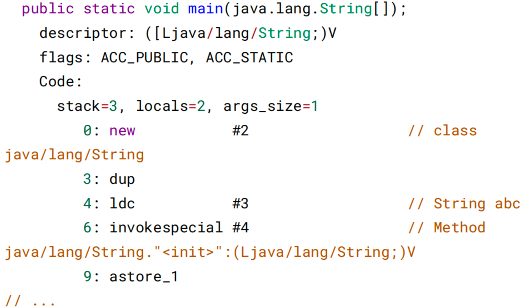 public static void main(java.lang.String[]);
descriptor: ([Ljava/lang/String;)V
flags: ACC_PUBLIC, ACC_STATIC
Code:
stack=3, locals=2, args_size=1
0: new #2 // class
java/lang/String
3: dup
4: ldc #3 // String abc
6: invokespecial #4 // Method
java/lang/String."<init>":(Ljava/lang/String;)V
9: astore_1
// ...